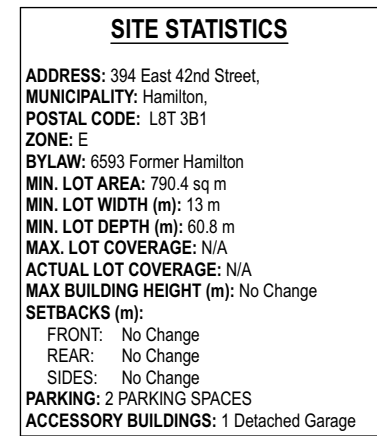 SITE STATISTICS
ADDRESS: 394 East 42nd Street,
MUNICIPALITY: Hamilton,
POSTAL CODE: L8T 3B1
ZONE: E
BYLAW: 6593 Former Hamilton
MIN. LOT AREA: 790.4 sq m
MIN. LOT WIDTH (m): 13 m
MIN. LOT DEPTH (m): 60.8 m
MAX. LOT COVERAGE: N/A
ACTUAL LOT COVERAGE: N/A
MAX BUILDING HEIGHT (m): No Change
SETBACKS (m):
FRONT: No Change
REAR: No Change
SIDES: No Change
PARKING: 2 PARKING SPACES
ACCESSORY BUILDINGS: 1 Detached Garage